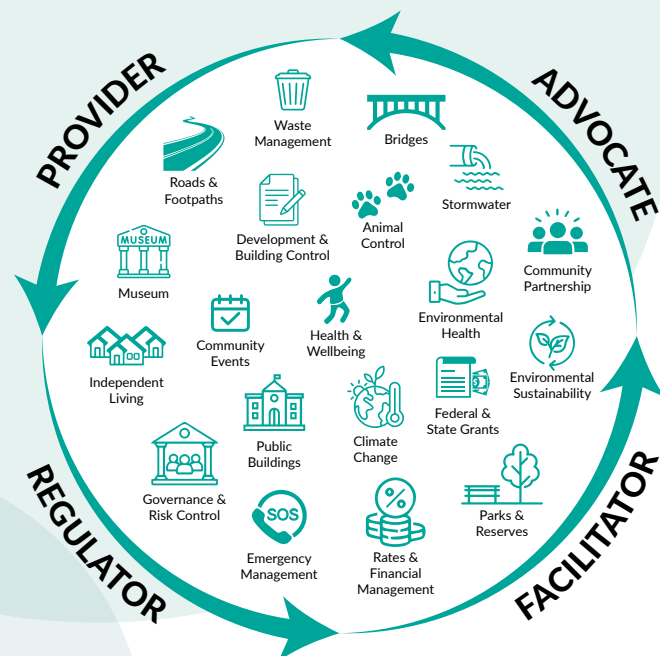 PROVIDER
ADVOCATE
Waste
Management
Bridges
Roads &
Footpaths
Stormwater
Development &
Building Control
Animal
Control
MUSEUM
Museum
Community
Partnership
Environmental
Health
Community
Events
Health &
Wellbeing
Independent
Living
Environmental
Sustainability
Federal &
State Grants
Public
Buildings
Climate
Change
Governance &
Risk Control
Parks &
Reserves
SOS
Emergency
Management
%
Rates &
Financial
Management
REGULATOR
FACILITATOR